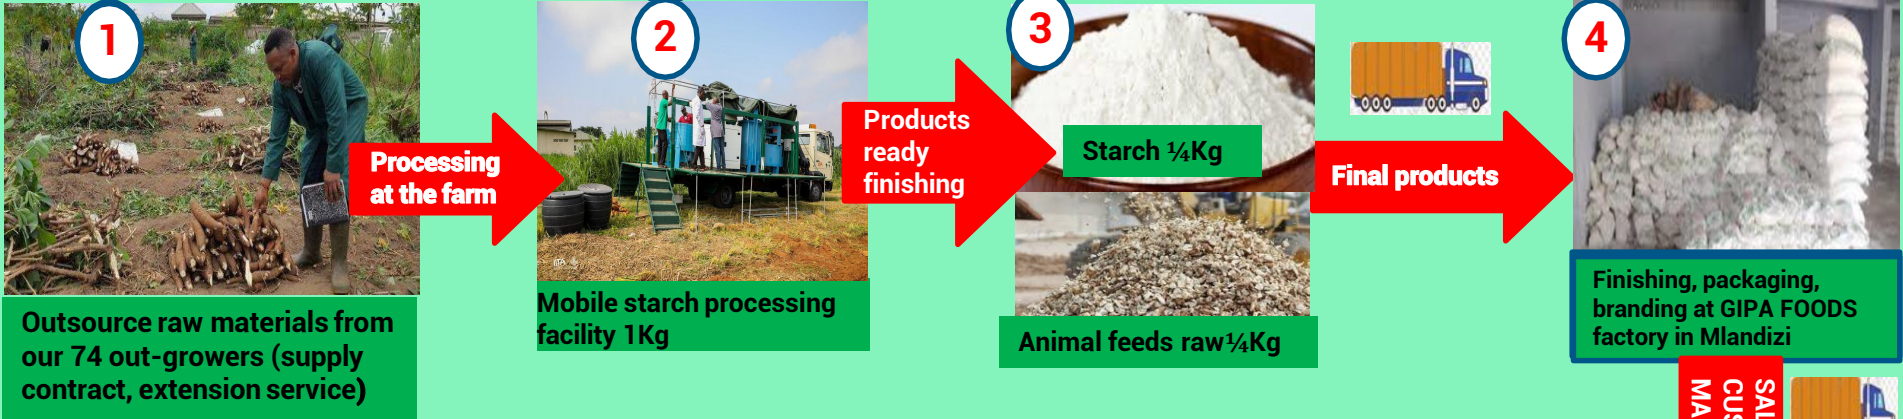 1
Outsource raw materials from
our 74 out-growers (supply
contract, extension service)
Processing
at the farm
2
Mobile starch processing
facility 1Kg
Products
ready
finishing
3
Starch ¼Kg
Animal feeds raw¼Kg
Final products
4
Finishing, packaging,
branding at GIPA FOODS
factory in Mlandizi